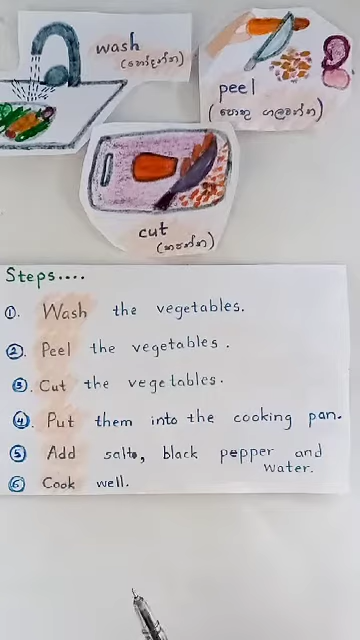 wash
(හෝදන්න)
peel
(පොතු ගලවන්න)
cut
(කපන්න)
Steps....
①. Wash the vegetables.
②. Peel the vegetables.
③. Cut the vegetables.
④. Put them into the cooking pan.
⑤ Add salt, black pepper and
water.
⑥ Cook well.